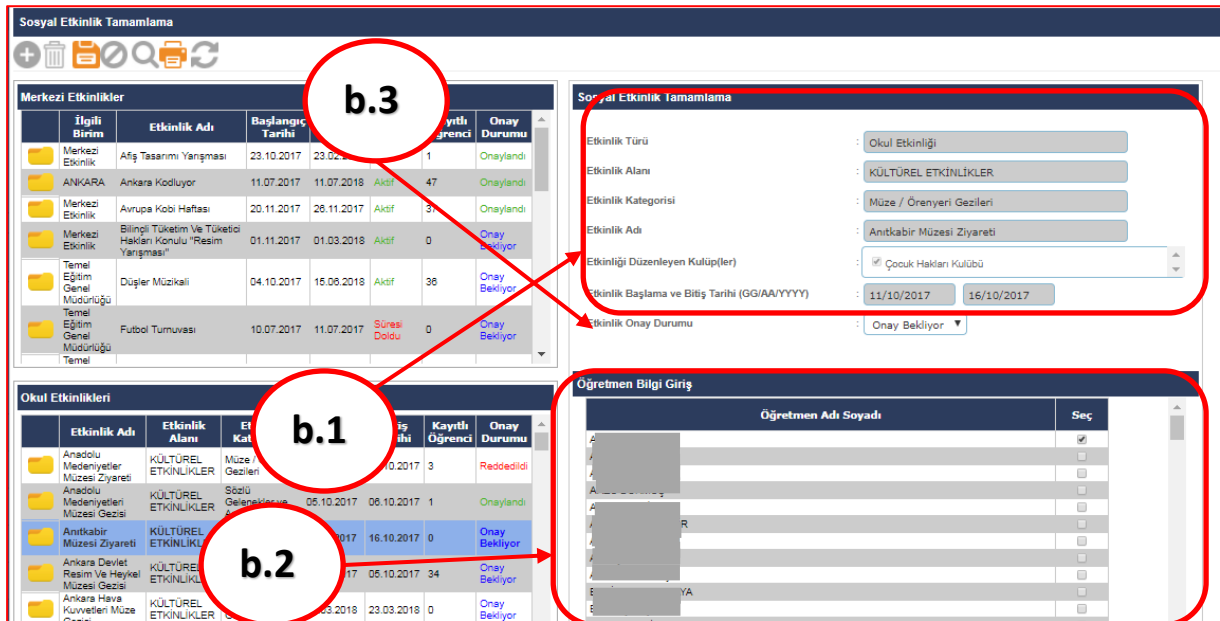 Sosyal Etkinlik Tamamlama
Merkezi Etkinlikler
İlgili Birim Etkinlik Adı Başlangıç Tarihi Onay Durumu
Merkezi Etkinlik Afiş Tasarımı Yarışması 23.10.2017 1 Onaylandı
ANKARA Ankara Kodluyor 11.07.2017 11.07.2018 Aktif 47 Onaylandı
Merkezi Etkinlik Avrupa Kobi Haftası 20.11.2017 26.11.2017 Aktif Onaylandı
Merkezi Etkinlik Bilinçli Tüketim Ve Tüketici Hakları Konulu "Resim Yarışması" 01.11.2017 01.03.2018 Aktif 0 Onay Bekliyor
Temel Eğitim Genel Müdürlüğü Düşler Müzikali 04.10.2017 15.06.2018 Aktif 36 Onay Bekliyor
Temel Eğitim Genel Müdürlüğü Futbol Turnuvası 10.07.2017 11.07.2017 Süresi Doldu 0 Onay Bekliyor
Temel
b.3
Sosyal Etkinlik Tamamlama
Etkinlik Türü : Okul Etkinliği
Etkinlik Alanı : KÜLTÜREL ETKİNLİKLER
Etkinlik Kategorisi : Müze / Örenyeri Gezileri
Etkinlik Adı : Anıtkabir Müzesi Ziyareti
Etkinliği Düzenleyen Kulüp(ler) : Çocuk Hakları Kulübü
Etkinlik Başlama ve Bitiş Tarihi (GG/AA/YYYY) : 11/10/2017 16/10/2017
Etkinlik Onay Durumu : Onay Bekliyor
Okul Etkinlikleri
Etkinlik Adı Etkinlik Alanı Kayıtlı Öğrenci Onay Durumu
Anadolu Medeniyetler Müzesi Ziyareti KÜLTÜREL ETKİNLİKLER Müze / Gezileri 3 Reddedildi
Anadolu Medeniyetleri Müzesi Gezisi KÜLTÜREL ETKİNLİKLER Sözlü Gelenekler ve 05.10.2017 06.10.2017 1 Onaylandı
Anıtkabir Müzesi Ziyareti KÜLTÜREL 16.10.2017 0 Onay Bekliyor
Ankara Devlet Resim Ve Heykel Müzesi Gezisi KÜLTÜREL 05.10.2017 34 Onay Bekliyor
Ankara Hava Kuvvetleri Müze KÜLTÜREL ETKİNLİKLER 23.03.2018 0 Onay Bekliyor
b.1
b.2
Öğretmen Bilgi Giriş
Öğretmen Adı Soyadı Seç